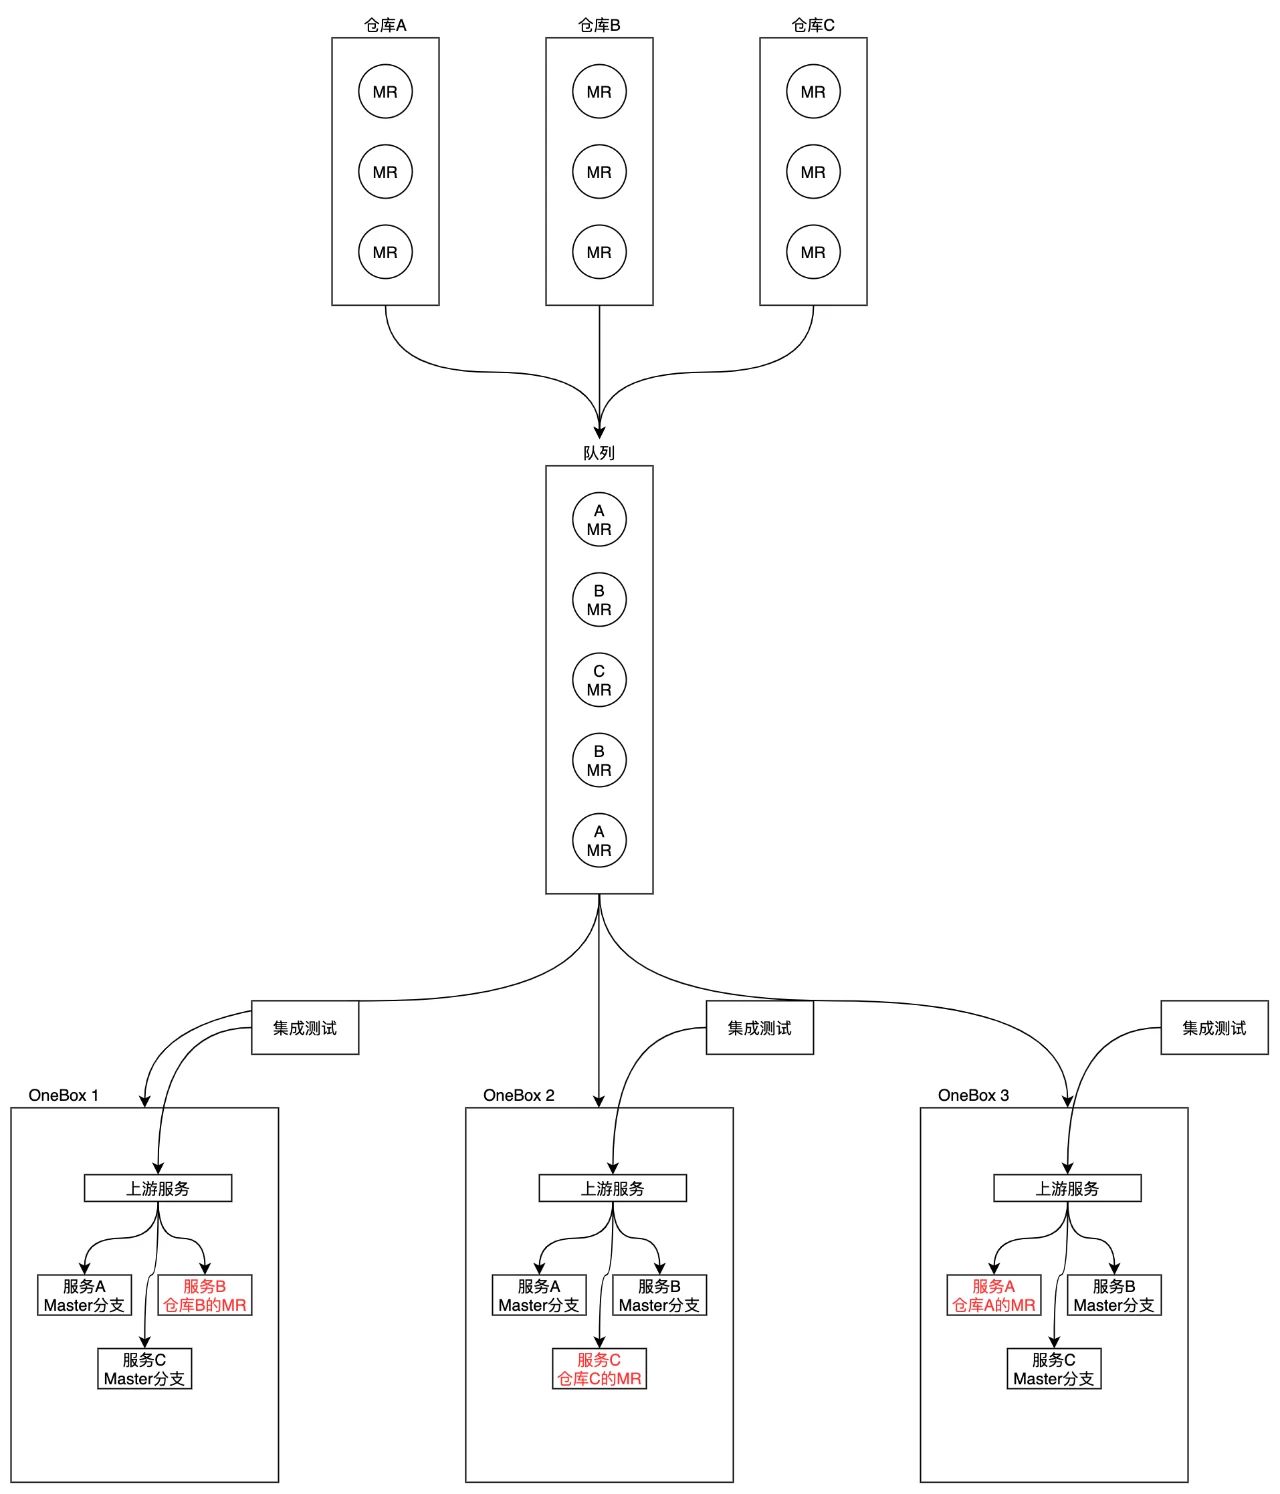 仓库A
仓库B
仓库C
MR
MR
MR
MR
MR
MR
MR
MR
MR
队列
A
MR
B
MR
C
MR
B
MR
A
MR
集成测试
集成测试
集成测试
OneBox 1
OneBox 2
OneBox 3
上游服务
上游服务
上游服务
服务A
Master分支
服务B
仓库B的MR
服务A
Master分支
服务B
Master分支
服务A
仓库A的MR
服务B
Master分支
服务C
Master分支
服务C
仓库C的MR
服务C
Master分支